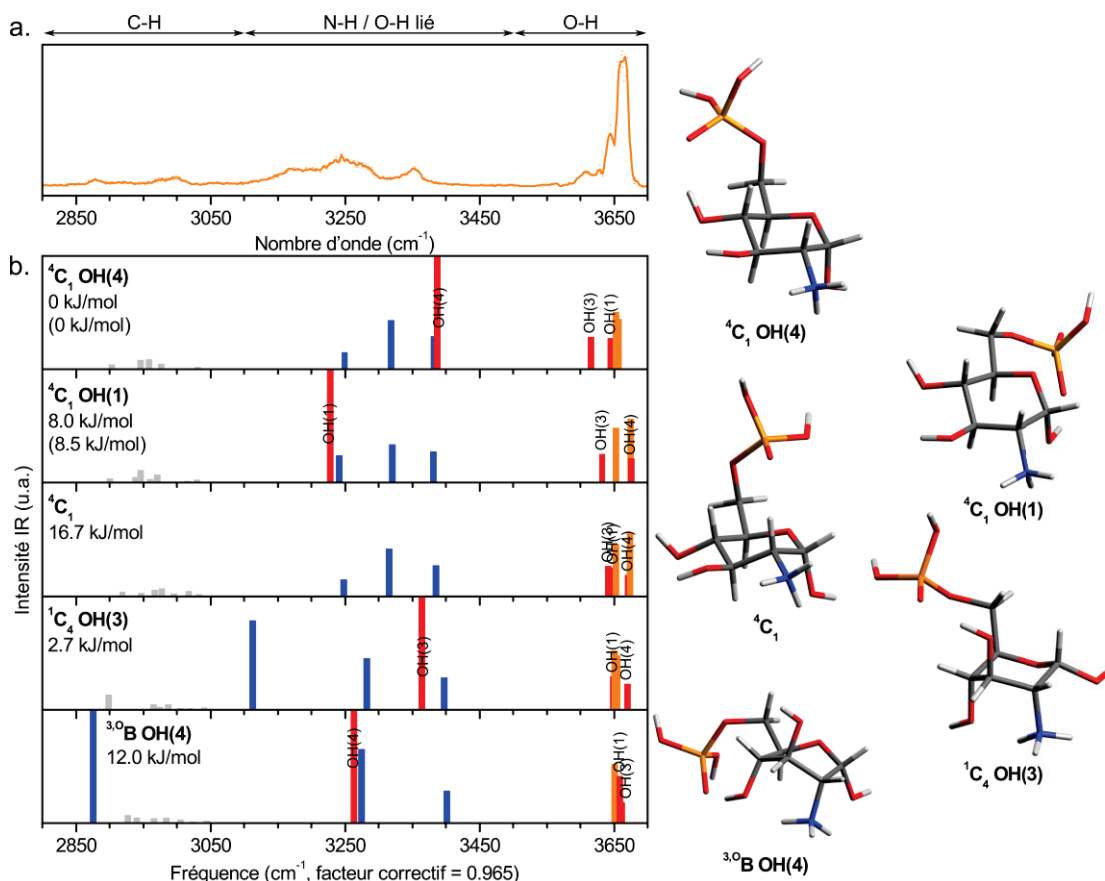 a.
C-H
N-H / O-H lié
O-H
2850
3050
3250
3450
3650
Nombre d'onde (cm⁻¹)
b.
Intensité IR (u.a.)
⁴C₁ OH(4)
0 kJ/mol
(0 kJ/mol)
OH(4)
OH(3)
OH(1)
⁴C₁ OH(1)
8.0 kJ/mol
(8.5 kJ/mol)
OH(1)
OH(3)
OH(4)
⁴C₁
16.7 kJ/mol
OH(3)
OH(1)
OH(4)
¹C₄ OH(3)
2.7 kJ/mol
OH(3)
OH(1)
OH(4)
³,ᴼB OH(4)
12.0 kJ/mol
OH(4)
OH(1)
OH(3)
2850
3050
3250
3450
3650
Fréquence (cm⁻¹, facteur correctif = 0.965)
⁴C₁ OH(4)
⁴C₁ OH(1)
⁴C₁
¹C₄ OH(3)
³,ᴼB OH(4)